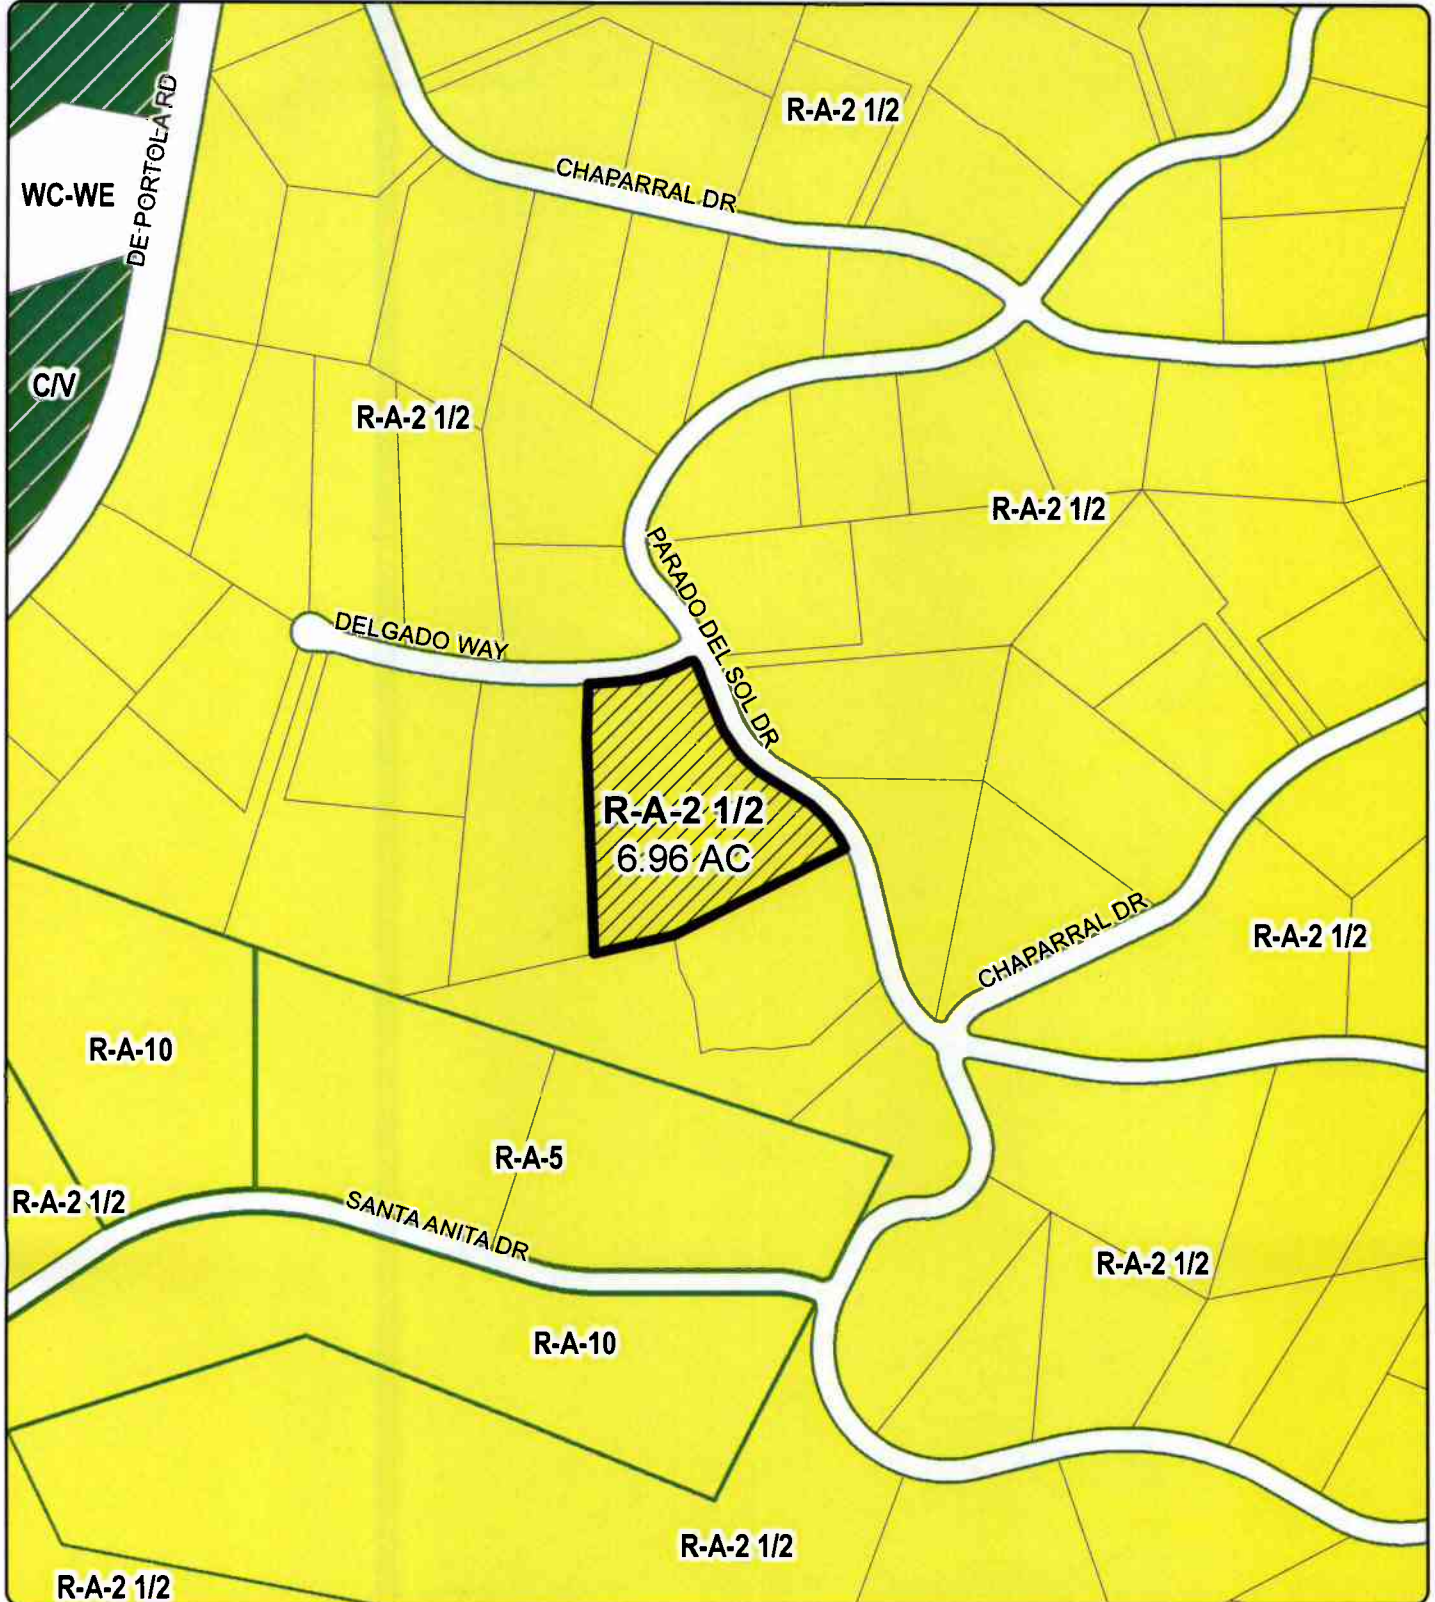 R-A-2 1/2
DE PORTOLA RD
CHAPARRAL DR
WC-WE
C/V
R-A-2 1/2
R-A-2 1/2
PARADO DEL SOL DR
DELGADO WAY
R-A-2 1/2
6.96 AC
CHAPARRAL DR
R-A-2 1/2
R-A-10
R-A-5
R-A-2 1/2
SANTA ANITA DR
R-A-2 1/2
R-A-10
R-A-2 1/2
R-A-2 1/2